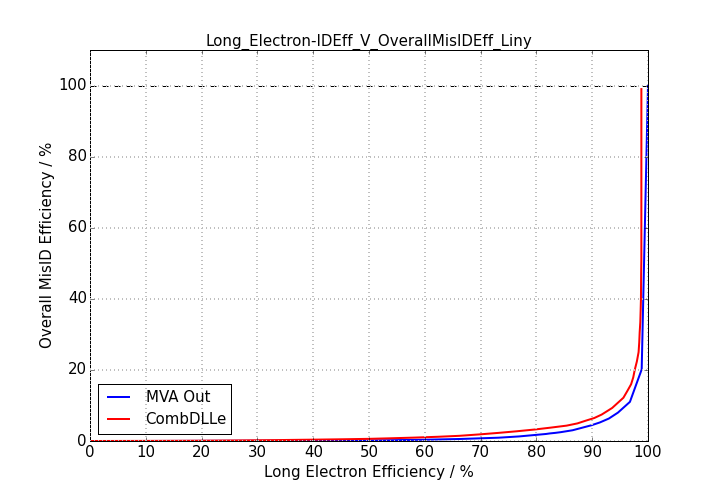 Long_Electron-IDEff_V_OverallMisIDEff_Liny
100
80
60
40
20
0
Overall MisID Efficiency / %
MVA Out
CombDLLe
0 10 20 30 40 50 60 70 80 90 100
Long Electron Efficiency / %